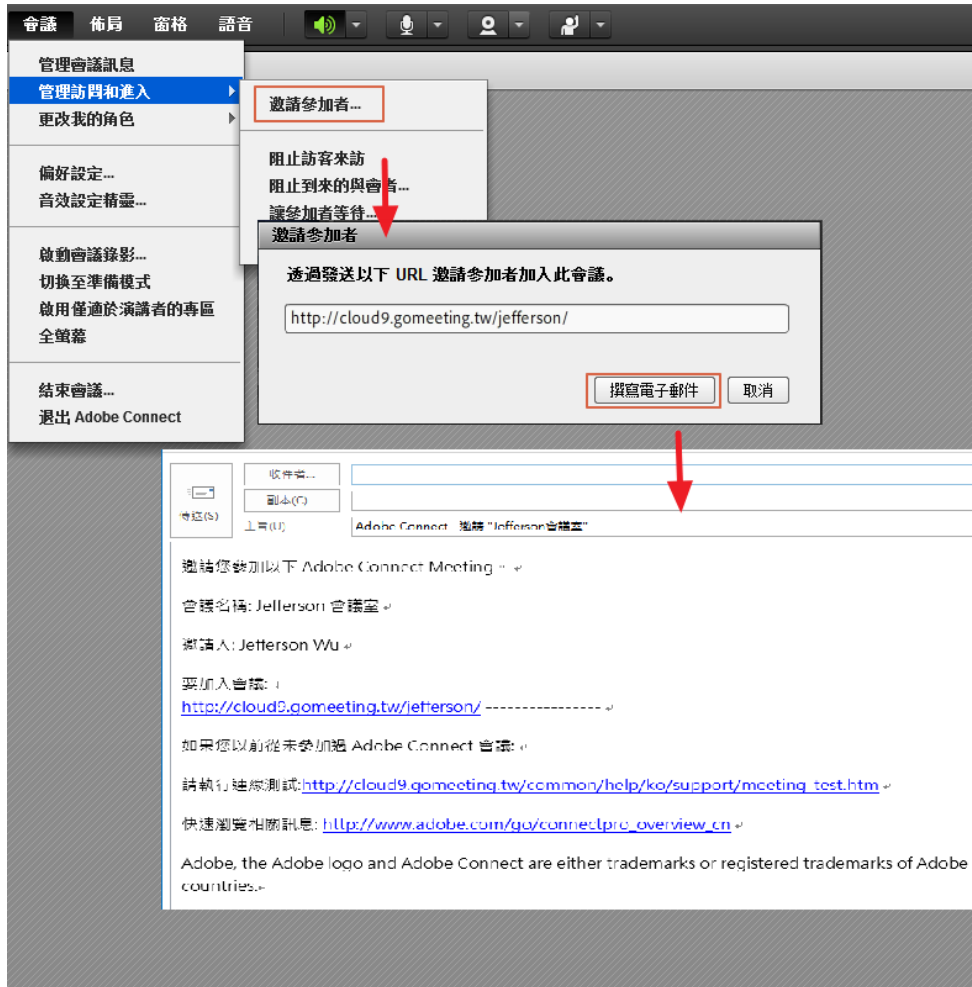 會議 佈局 窗格 語音
管理會議訊息
管理訪問和進入
更改我的角色
偏好設定...
音效設定精靈...
啟動會議錄影...
切換至準備模式
啟用僅適於演講者的專區
全螢幕
結束會議...
退出 Adobe Connect
邀請參加者...
阻止訪客來訪
阻止到來的與會者...
讓參加者等待...
邀請參加者
透過發送以下 URL 邀請參加者加入此會議。
http://cloud9.gomeeting.tw/jefferson/
撰寫電子郵件 取消
收件者...
副本(C)
傳送(S)
主旨(U) Adobe Connect - 邀請 "Jefferson會議室"
邀請您參加以下 Adobe Connect Meeting
會議名稱: Jefferson 會議室
邀請人: Jefferson Wu
要加入會議:
http://cloud9.gomeeting.tw/jefferson/ ----------------
如果您以前從未參加過 Adobe Connect 會議:
請執行連線測試:http://cloud9.gomeeting.tw/common/help/ko/support/meeting_test.htm
快速瀏覽相關訊息: http://www.adobe.com/go/connectpro_overview_cn
Adobe, the Adobe logo and Adobe Connect are either trademarks or registered trademarks of Adobe
countries.